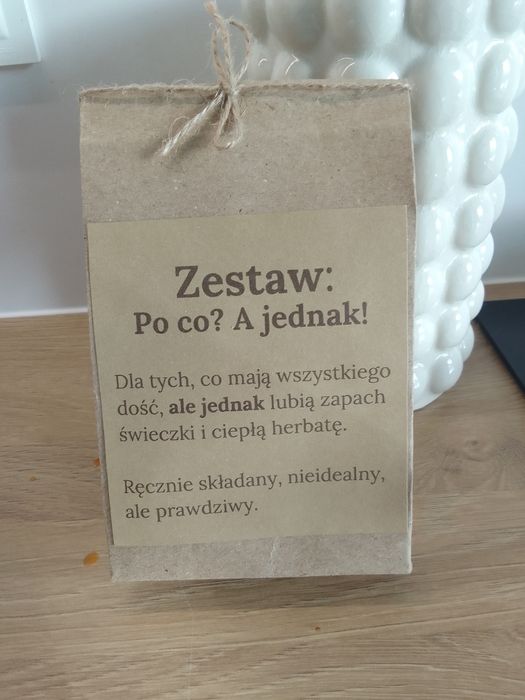 Zestaw:
Po co? A jednak!
Dla tych, co mają wszystkiego
dość, ale jednak lubią zapach
świeczki i ciepłą herbatę.
Ręcznie składany, nieidealny,
ale prawdziwy.